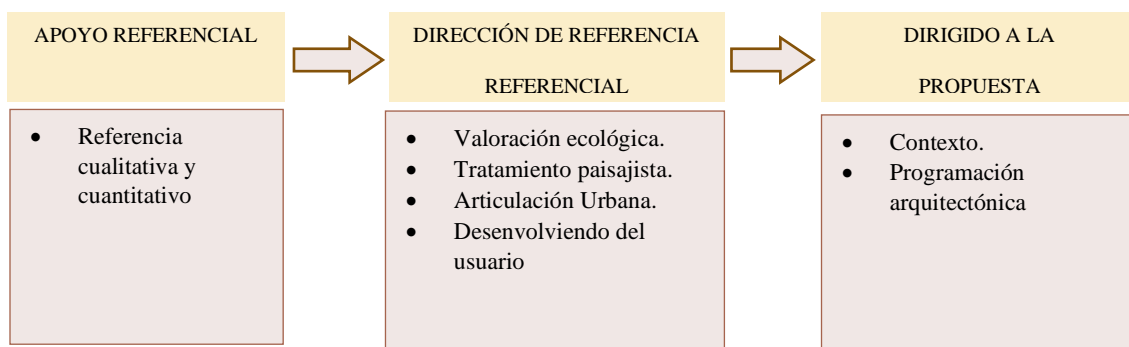 APOYO REFERENCIAL
• Referencia
cualitativa y
cuantitativo
DIRECCIÓN DE REFERENCIA
REFERENCIAL
• Valoración ecológica.
• Tratamiento paisajista.
• Articulación Urbana.
• Desenvolviendo del
usuario
DIRIGIDO A LA
PROPUESTA
• Contexto.
• Programación
arquitectónica